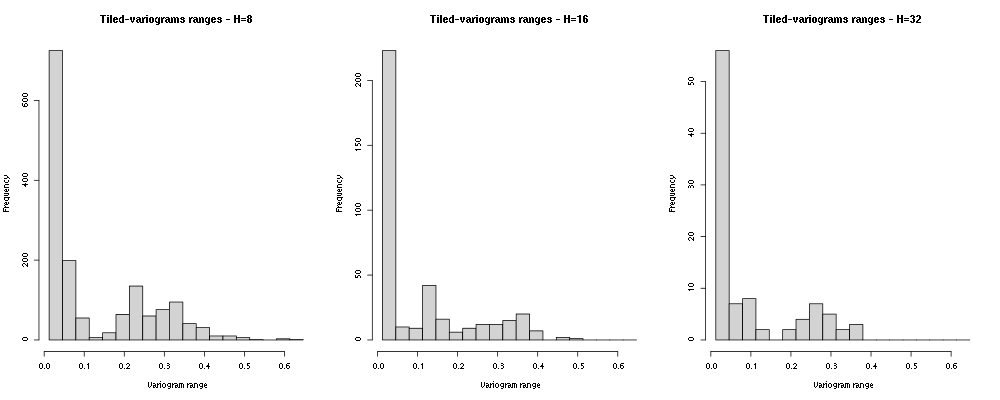 Tiled-variograms ranges - H=8
Frequency
0 200 400 600
0.0 0.1 0.2 0.3 0.4 0.5 0.6
Variogram range
Tiled-variograms ranges - H=16
Frequency
0 50 100 150 200
0.0 0.1 0.2 0.3 0.4 0.5 0.6
Variogram range
Tiled-variograms ranges - H=32
Frequency
0 10 20 30 40 50
0.0 0.1 0.2 0.3 0.4 0.5 0.6
Variogram range